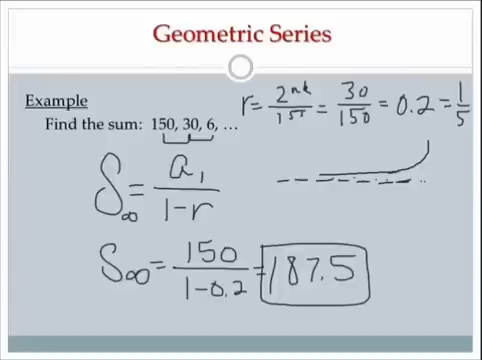 Geometric Series
Example
Find the sum: 150, 30, 6, …
r = 2nd/1st = 30/150 = 0.2 = 1/5
S∞ = a₁/1-r
S∞ = 150/1-0.2 = 187.5